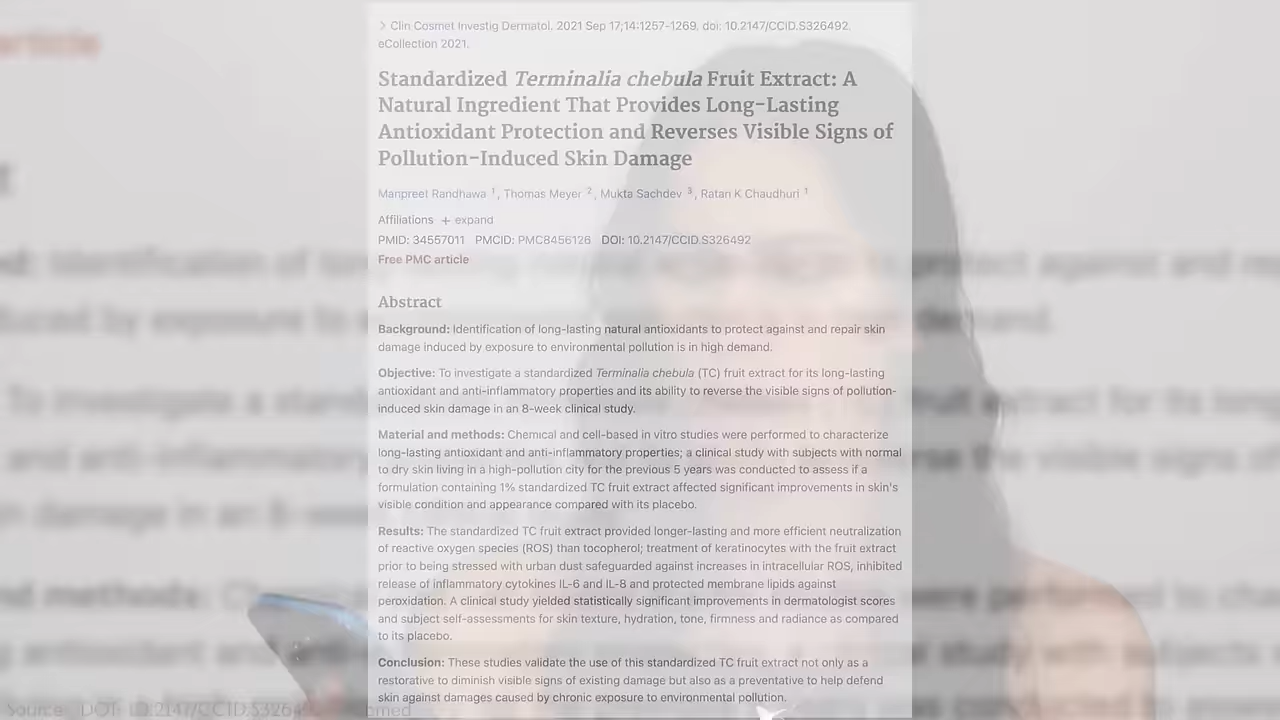 article
> Clin Cosmet Investig Dermatol. 2021 Sep 17;14:1257-1269. doi: 10.2147/CCID.S326492.
eCollection 2021.
Standardized Terminalia chebula Fruit Extract: A
Natural Ingredient That Provides Long-Lasting
Antioxidant Protection and Reverses Visible Signs of
Pollution-Induced Skin Damage
Manpreet Randhawa 1, Thomas Meyer 2, Mukta Sachdev 3, Ratan K Chaudhuri 1
Affiliations + expand
PMID: 34557011 PMCID: PMC8456126 DOI: 10.2147/CCID.S326492
Free PMC article
Abstract
Background: Identification of long-lasting natural antioxidants to protect against and repair skin
damage induced by exposure to environmental pollution is in high demand.
Objective: To investigate a standardized Terminalia chebula (TC) fruit extract for its long-lasting
antioxidant and anti-inflammatory properties and its ability to reverse the visible signs of pollution-
induced skin damage in an 8-week clinical study.
Material and methods: Chemical and cell-based in vitro studies were performed to characterize
long-lasting antioxidant and anti-inflammatory properties; a clinical study with subjects with normal
to dry skin living in a high-pollution city for the previous 5 years was conducted to assess if a
formulation containing 1% standardized TC fruit extract affected significant improvements in skin's
visible condition and appearance compared with its placebo.
Results: The standardized TC fruit extract provided longer-lasting and more efficient neutralization
of reactive oxygen species (ROS) than tocopherol; treatment of keratinocytes with the fruit extract
prior to being stressed with urban dust safeguarded against increases in intracellular ROS, inhibited
release of inflammatory cytokines IL-6 and IL-8 and protected membrane lipids against
peroxidation. A clinical study yielded statistically significant improvements in dermatologist scores
and subject self-assessments for skin texture, hydration, tone, firmness and radiance as compared
to its placebo.
Conclusion: These studies validate the use of this standardized TC fruit extract not only as a
restorative to diminish visible signs of existing damage but also as a preventative to help defend
skin against damages caused by chronic exposure to environmental pollution.
Source: DOI: 10.2147/CCID.S326492